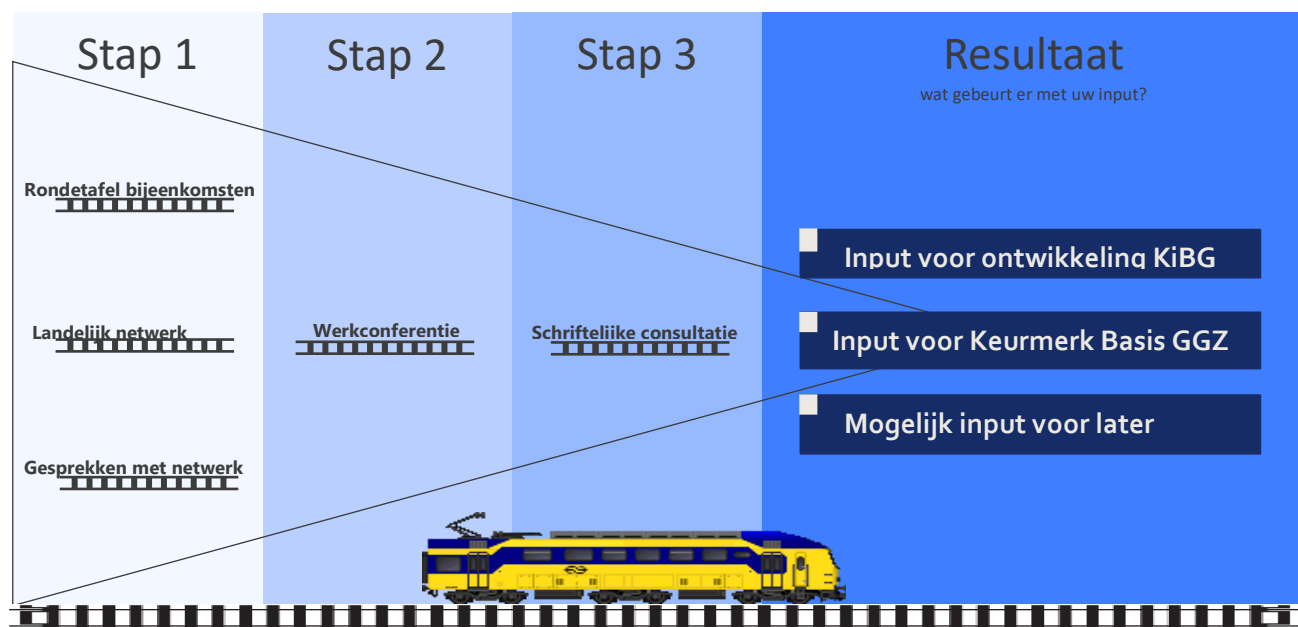 Stap 1
Stap 2
Stap 3
Resultaat
wat gebeurt er met uw input?
Rondetafel bijeenkomsten
Landelijk netwerk
Gesprekken met netwerk
Werkconferentie
Schriftelijke consultatie
Input voor ontwikkeling KiBG
Input voor Keurmerk Basis GGZ
Mogelijk input voor later